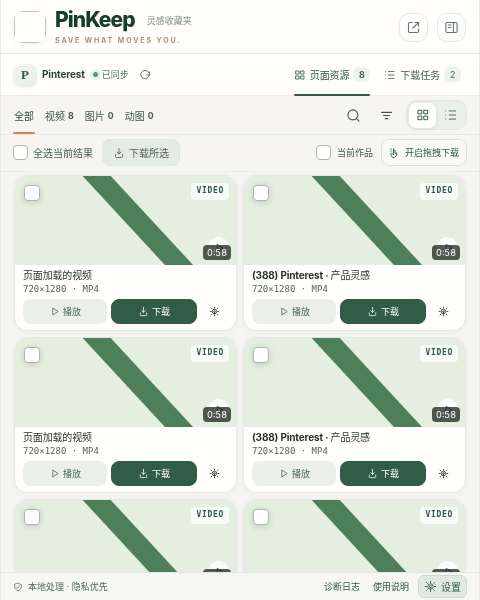 PinKeep 灵感收藏夹
SAVE WHAT MOVES YOU.
P Pinterest 已同步 页面资源 8 下载任务 2
全部 视频 8 图片 0 动图 0
全选当前结果 下载所选 当前作品 开启拖拽下载
VIDEO VIDEO
0:58 0:58
页面加载的视频 (388) Pinterest · 产品灵感
720×1280 · MP4 720×1280 · MP4
播放 下载 播放 下载
VIDEO VIDEO
0:58 0:58
页面加载的视频 (388) Pinterest · 产品灵感
720×1280 · MP4 720×1280 · MP4
播放 下载 播放 下载
VIDEO VIDEO
本地处理 · 隐私优先 诊断日志 使用说明 设置